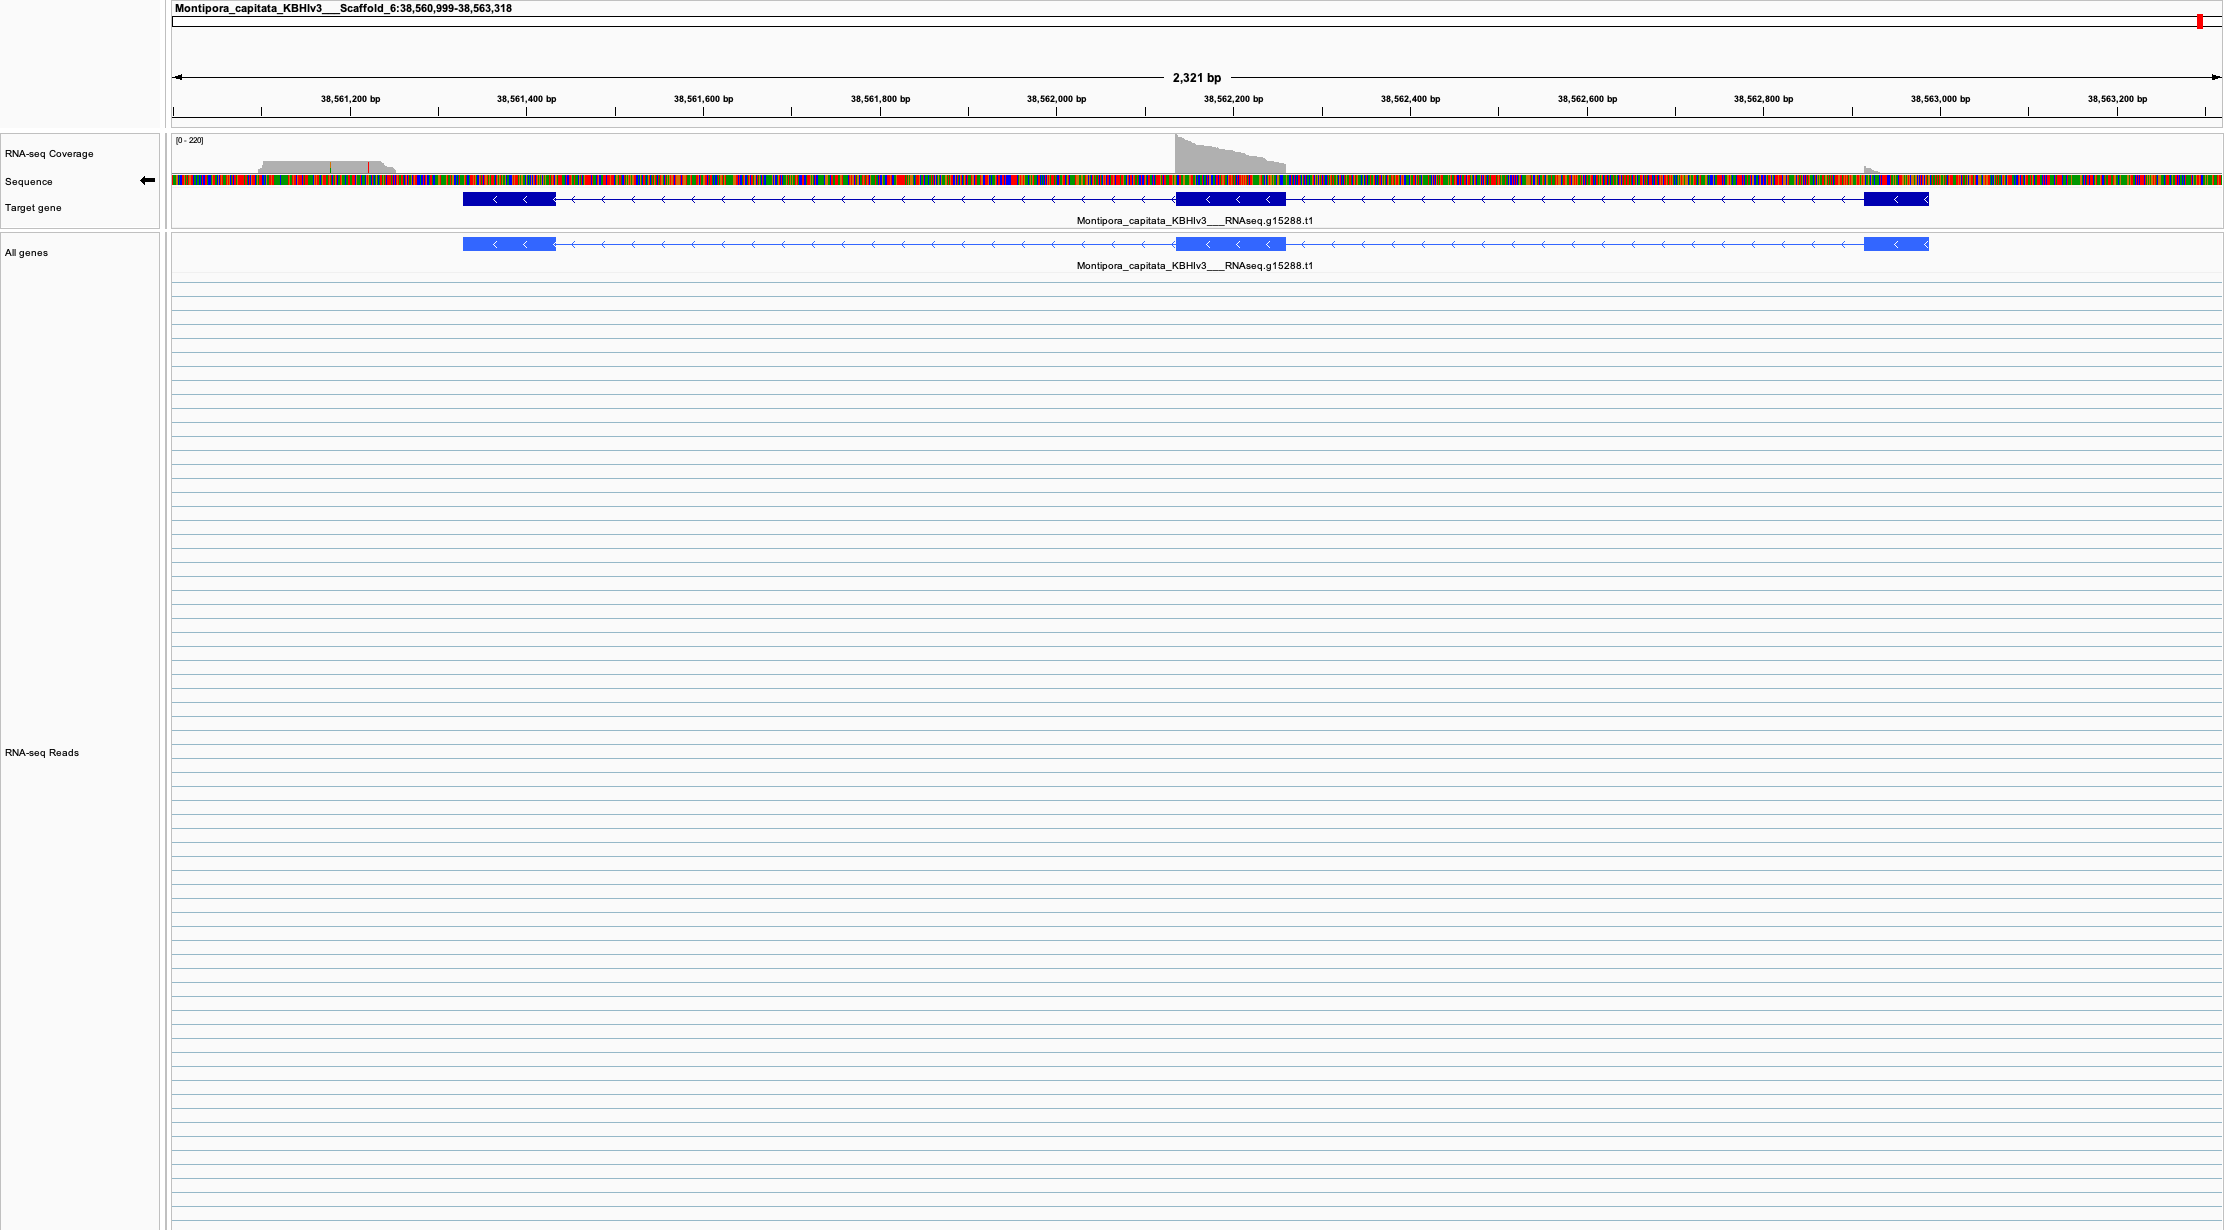 Montipora_capitata_KBHIv3___Scaffold_6:38,560,999-38,563,318
2,321 bp
38,561,200 bp 38,561,400 bp 38,561,600 bp 38,561,800 bp 38,562,000 bp 38,562,200 bp 38,562,400 bp 38,562,600 bp 38,562,800 bp 38,563,000 bp 38,563,200 bp
[0 - 220]
RNA-seq Coverage
Sequence
Target gene
Montipora_capitata_KBHIv3___RNAseq.g15288.t1
All genes
Montipora_capitata_KBHIv3___RNAseq.g15288.t1
RNA-seq Reads